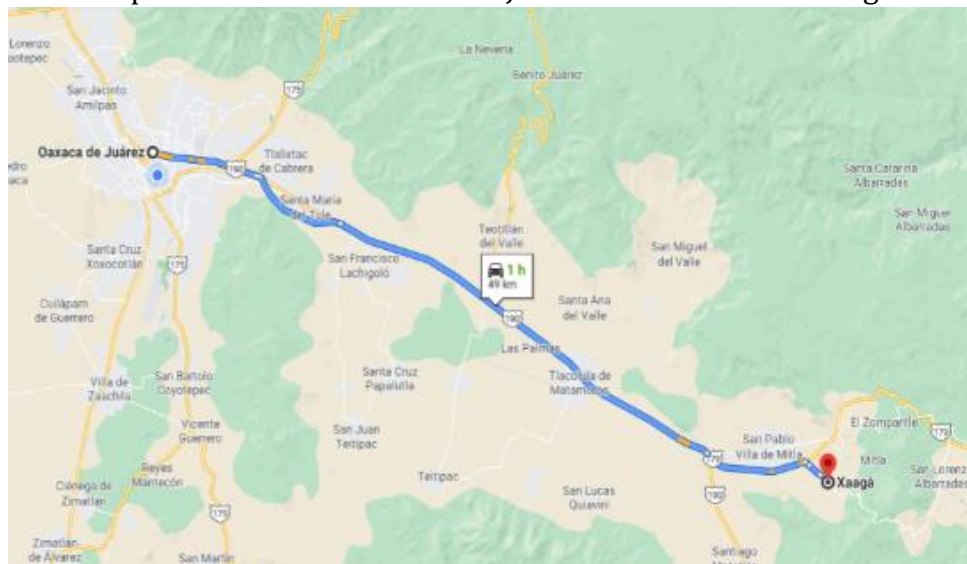 San Lorenzo
175
La Nevería
Benito Juárez
San Jacinto
Amilpas
Oaxaca de Juárez
190
Tlalixtac
de Cabrera
Santa Catarina
Albarradas
Santa María
del Tule
San Miguel
Albarradas
Teotitlán
del Valle
Santa Cruz
Xoxocotlán
175
San Francisco
Lachigoló
San Miguel
del Valle
1 h
49 km
Cuilápam
de Guerrero
Santa Ana
del Valle
190
Las Palmas
Villa de
Zaachila
San Bartolo
Coyotepec
Santa Cruz
Papalutla
Tlacolula de
Matamoros
San Juan
Teitipac
Vicente
Guerrero
San Pablo
Villa de Mitla
El Zompantle
179
179
Mitla
Reyes
Mantecón
Teitipac
Xaagá
San Lorenzo
Albarradas
Ciénega de
Zimatlán
San Lucas
Quiaviní
190
175
Zimatlán
de Álvarez
San Martín
Santiago
Matatlán